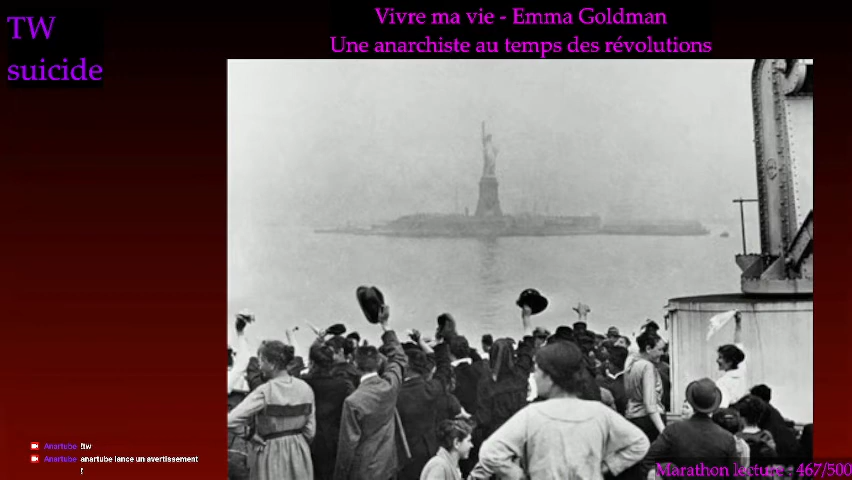 TW
suicide
Vivre ma vie - Emma Goldman
Une anarchiste au temps des révolutions
Anartube !tw
Anartube anartube lance un avertissement
!
Marathon lecture : 467/500